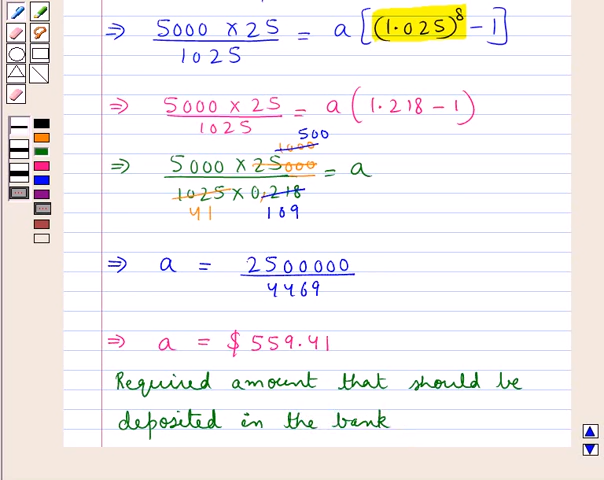 ⇒ 5000 × 25 / 1025 = a [(1.025)^8 - 1]
⇒ 5000 × 25 / 1025 = a (1.218 - 1)
500
1000
⇒ 5000 × 25000 / 1025 × 0.218 = a
41 109
⇒ a = 2500000 / 4469
⇒ a = $ 559.41
Required amount that should be
deposited in the bank